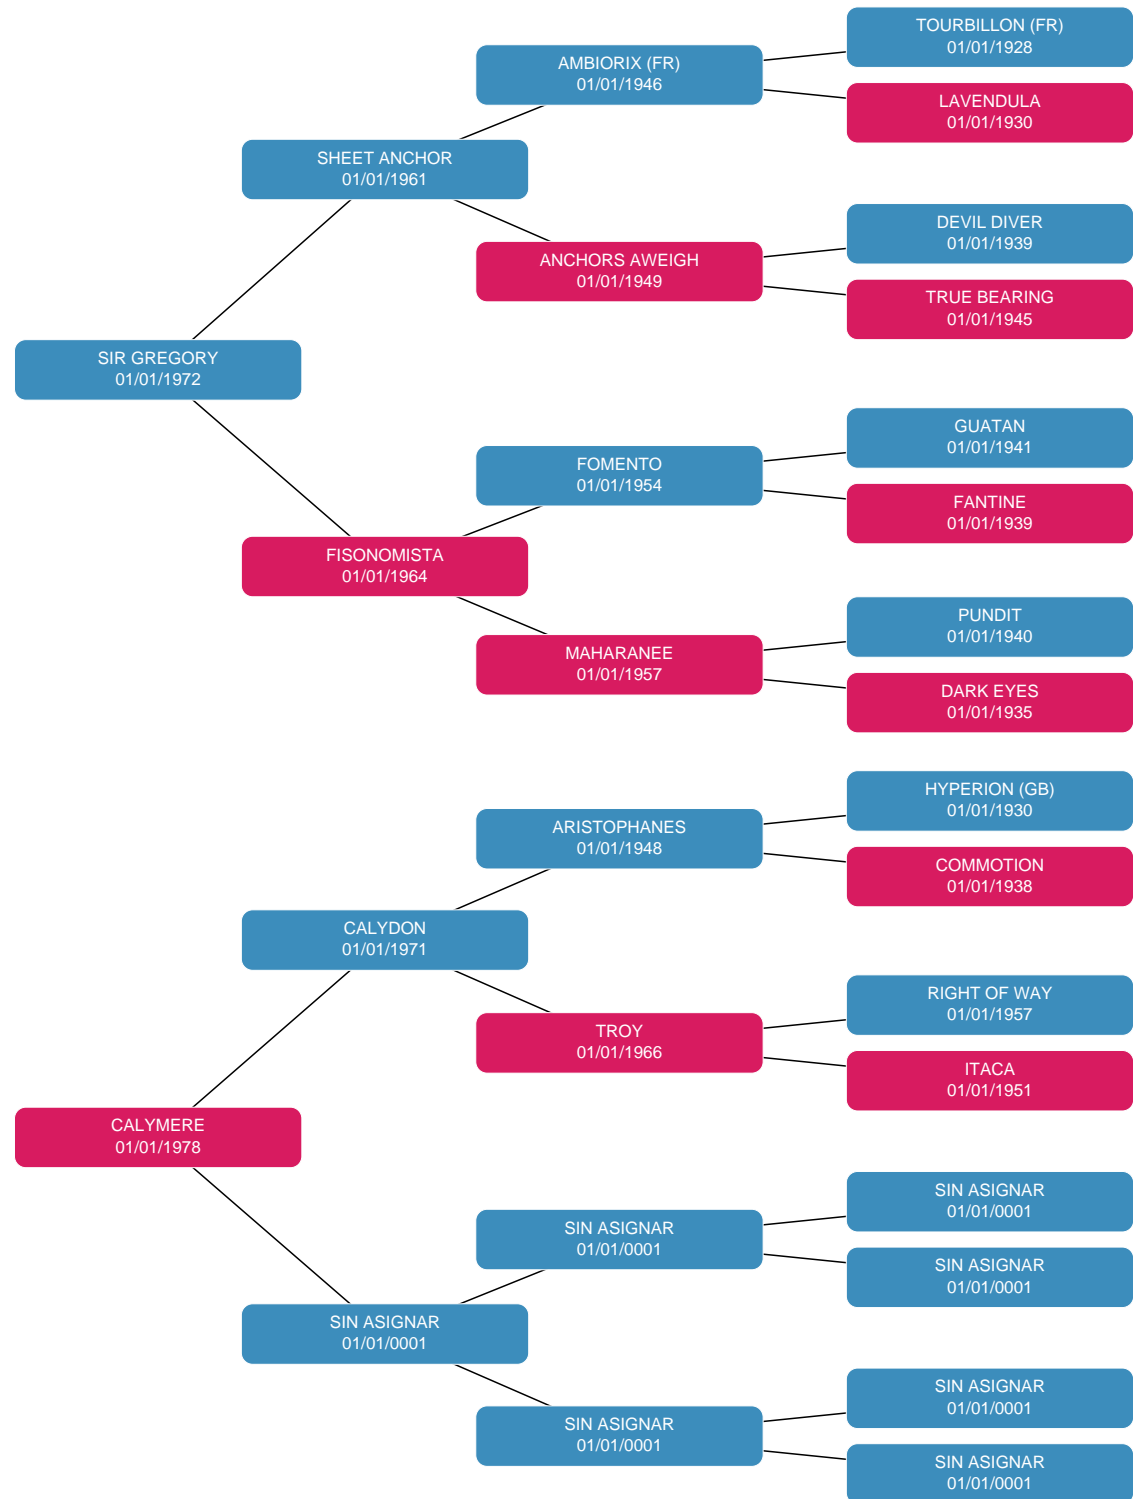 TOURBILLON (FR)
01/01/1928
AMBIORIX (FR)
01/01/1946
LAVENDULA
01/01/1930
SHEET ANCHOR
01/01/1961
DEVIL DIVER
01/01/1939
ANCHORS AWEIGH
01/01/1949
TRUE BEARING
01/01/1945
SIR GREGORY
01/01/1972
GUATAN
01/01/1941
FOMENTO
01/01/1954
FANTINE
01/01/1939
FISONOMISTA
01/01/1964
PUNDIT
01/01/1940
MAHARANEE
01/01/1957
DARK EYES
01/01/1935
HYPERION (GB)
01/01/1930
ARISTOPHANES
01/01/1948
COMMOTION
01/01/1938
CALYDON
01/01/1971
RIGHT OF WAY
01/01/1957
TROY
01/01/1966
ITACA
01/01/1951
CALYMERE
01/01/1978
SIN ASIGNAR
01/01/0001
SIN ASIGNAR
01/01/0001
SIN ASIGNAR
01/01/0001
SIN ASIGNAR
01/01/0001
SIN ASIGNAR
01/01/0001
SIN ASIGNAR
01/01/0001
SIN ASIGNAR
01/01/0001